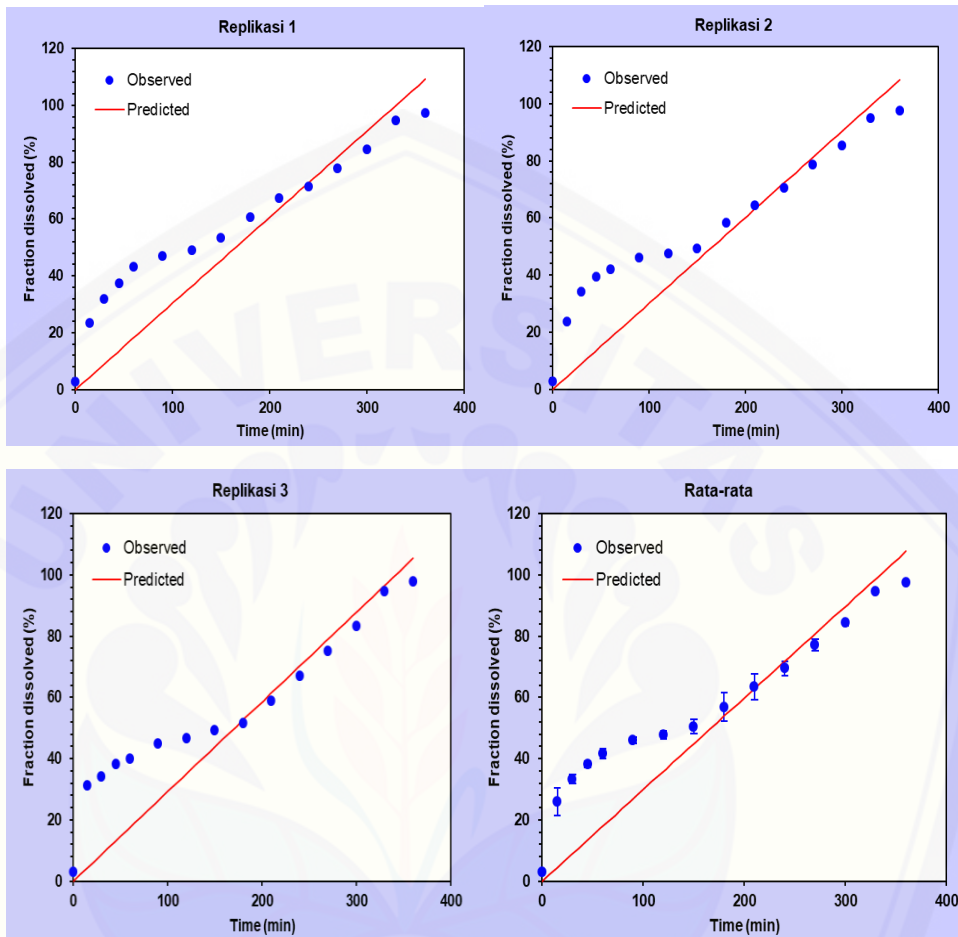 Replikasi 1
120
100
80
60
40
20
0
Fraction dissolved (%)
Observed
Predicted
0 100 200 300 400
Time (min)
Replikasi 2
120
100
80
60
40
20
0
Fraction dissolved (%)
Observed
Predicted
0 100 200 300 400
Time (min)
Replikasi 3
120
100
80
60
40
20
0
Fraction dissolved (%)
Observed
Predicted
0 100 200 300 400
Time (min)
Rata-rata
120
100
80
60
40
20
0
Fraction dissolved (%)
Observed
Predicted
0 100 200 300 400
Time (min)
UNIVERSITAS